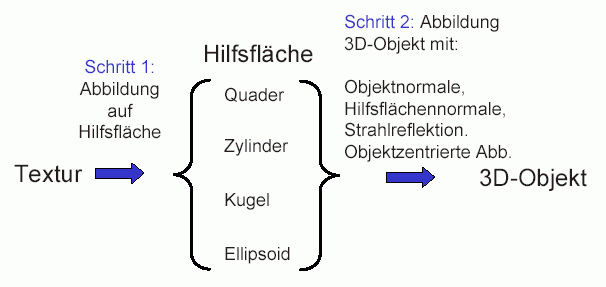 Schritt 1:
Abbildung
auf
Hilfsfläche
Textur
Hilfsfläche
Quader
Zylinder
Kugel
Ellipsoid
Schritt 2: Abbildung
3D-Objekt mit:
Objektnormale,
Hilfsflächennormale,
Strahlreflektion.
Objektzentrierte Abb.
3D-Objekt